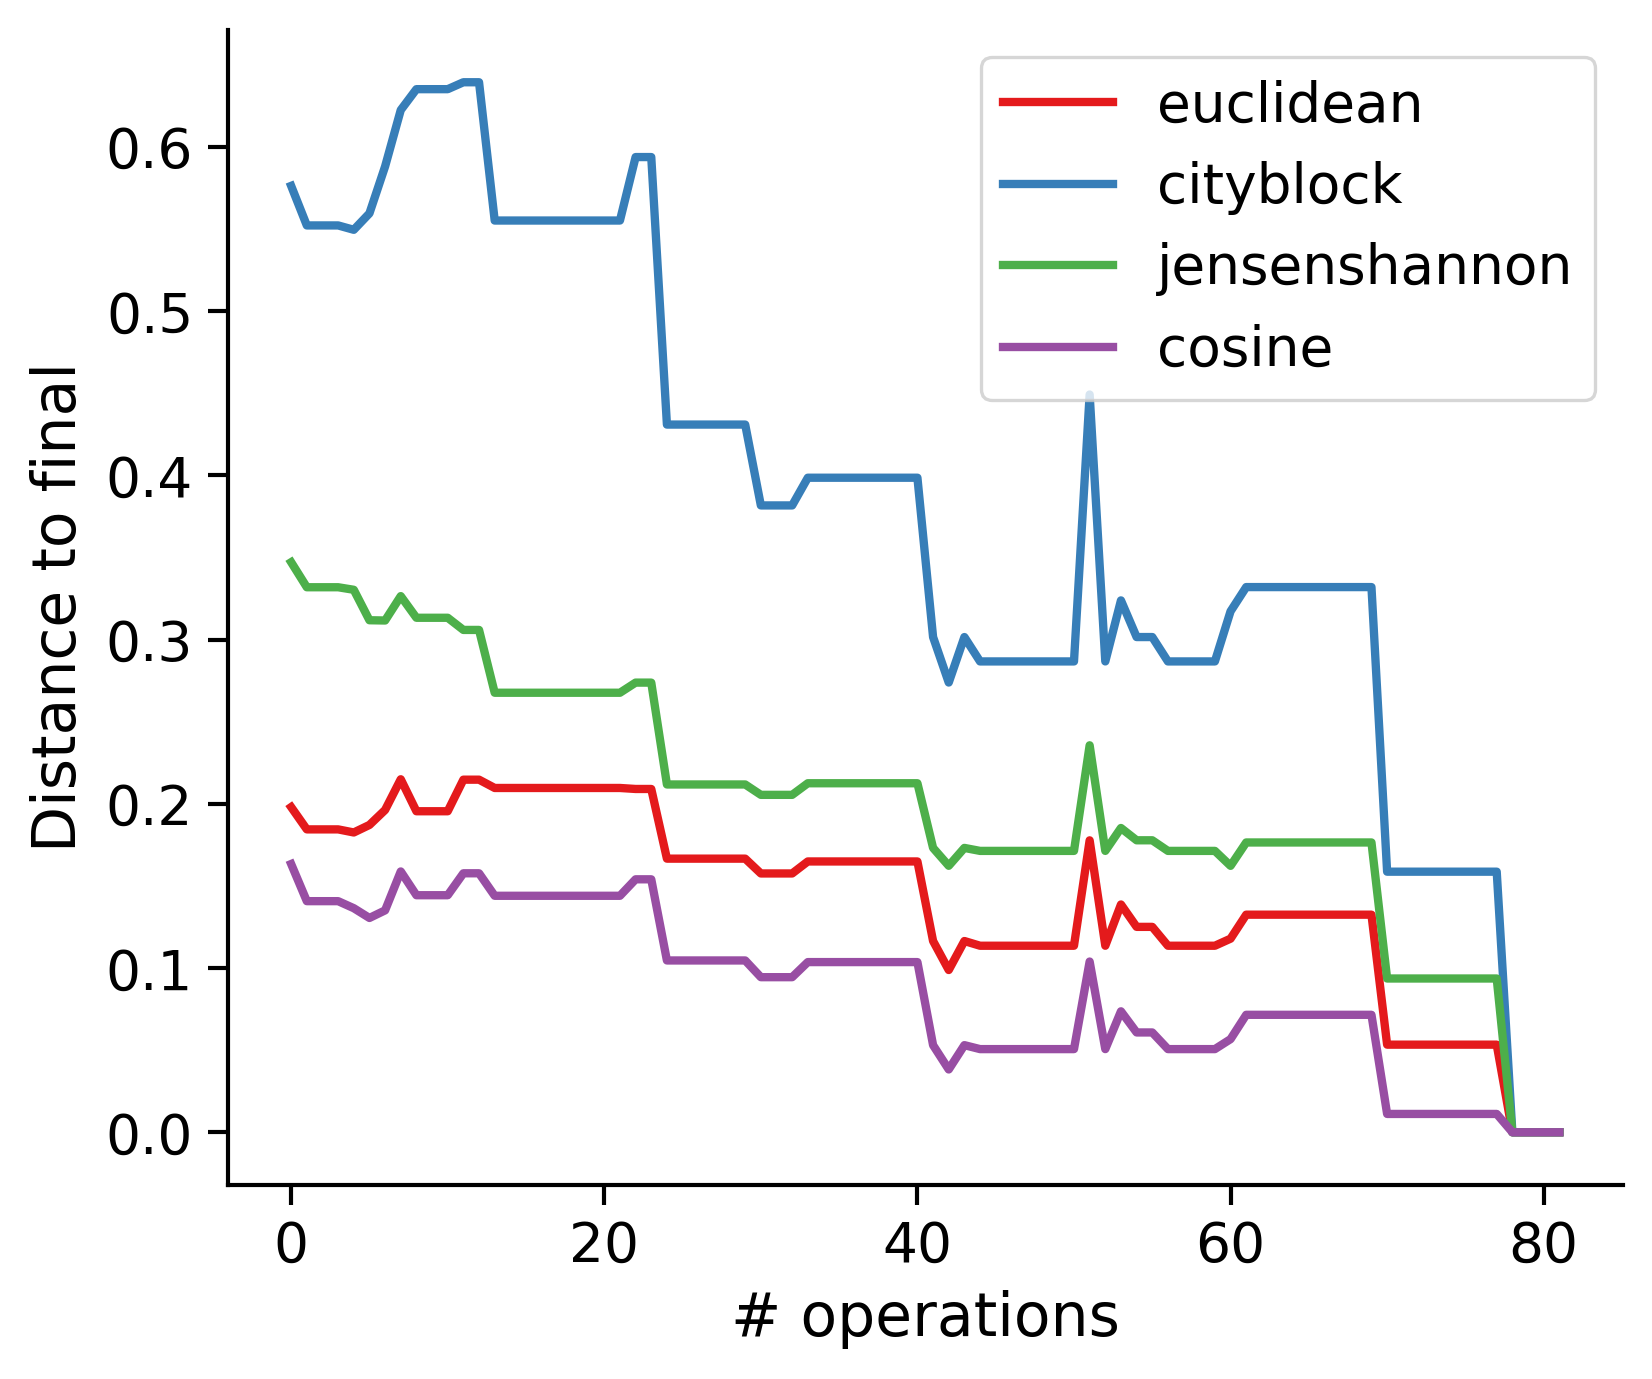 euclidean
cityblock
jensenshannon
cosine
Distance to final
0.6
0.5
0.4
0.3
0.2
0.1
0.0
0 20 40 60 80
# operations